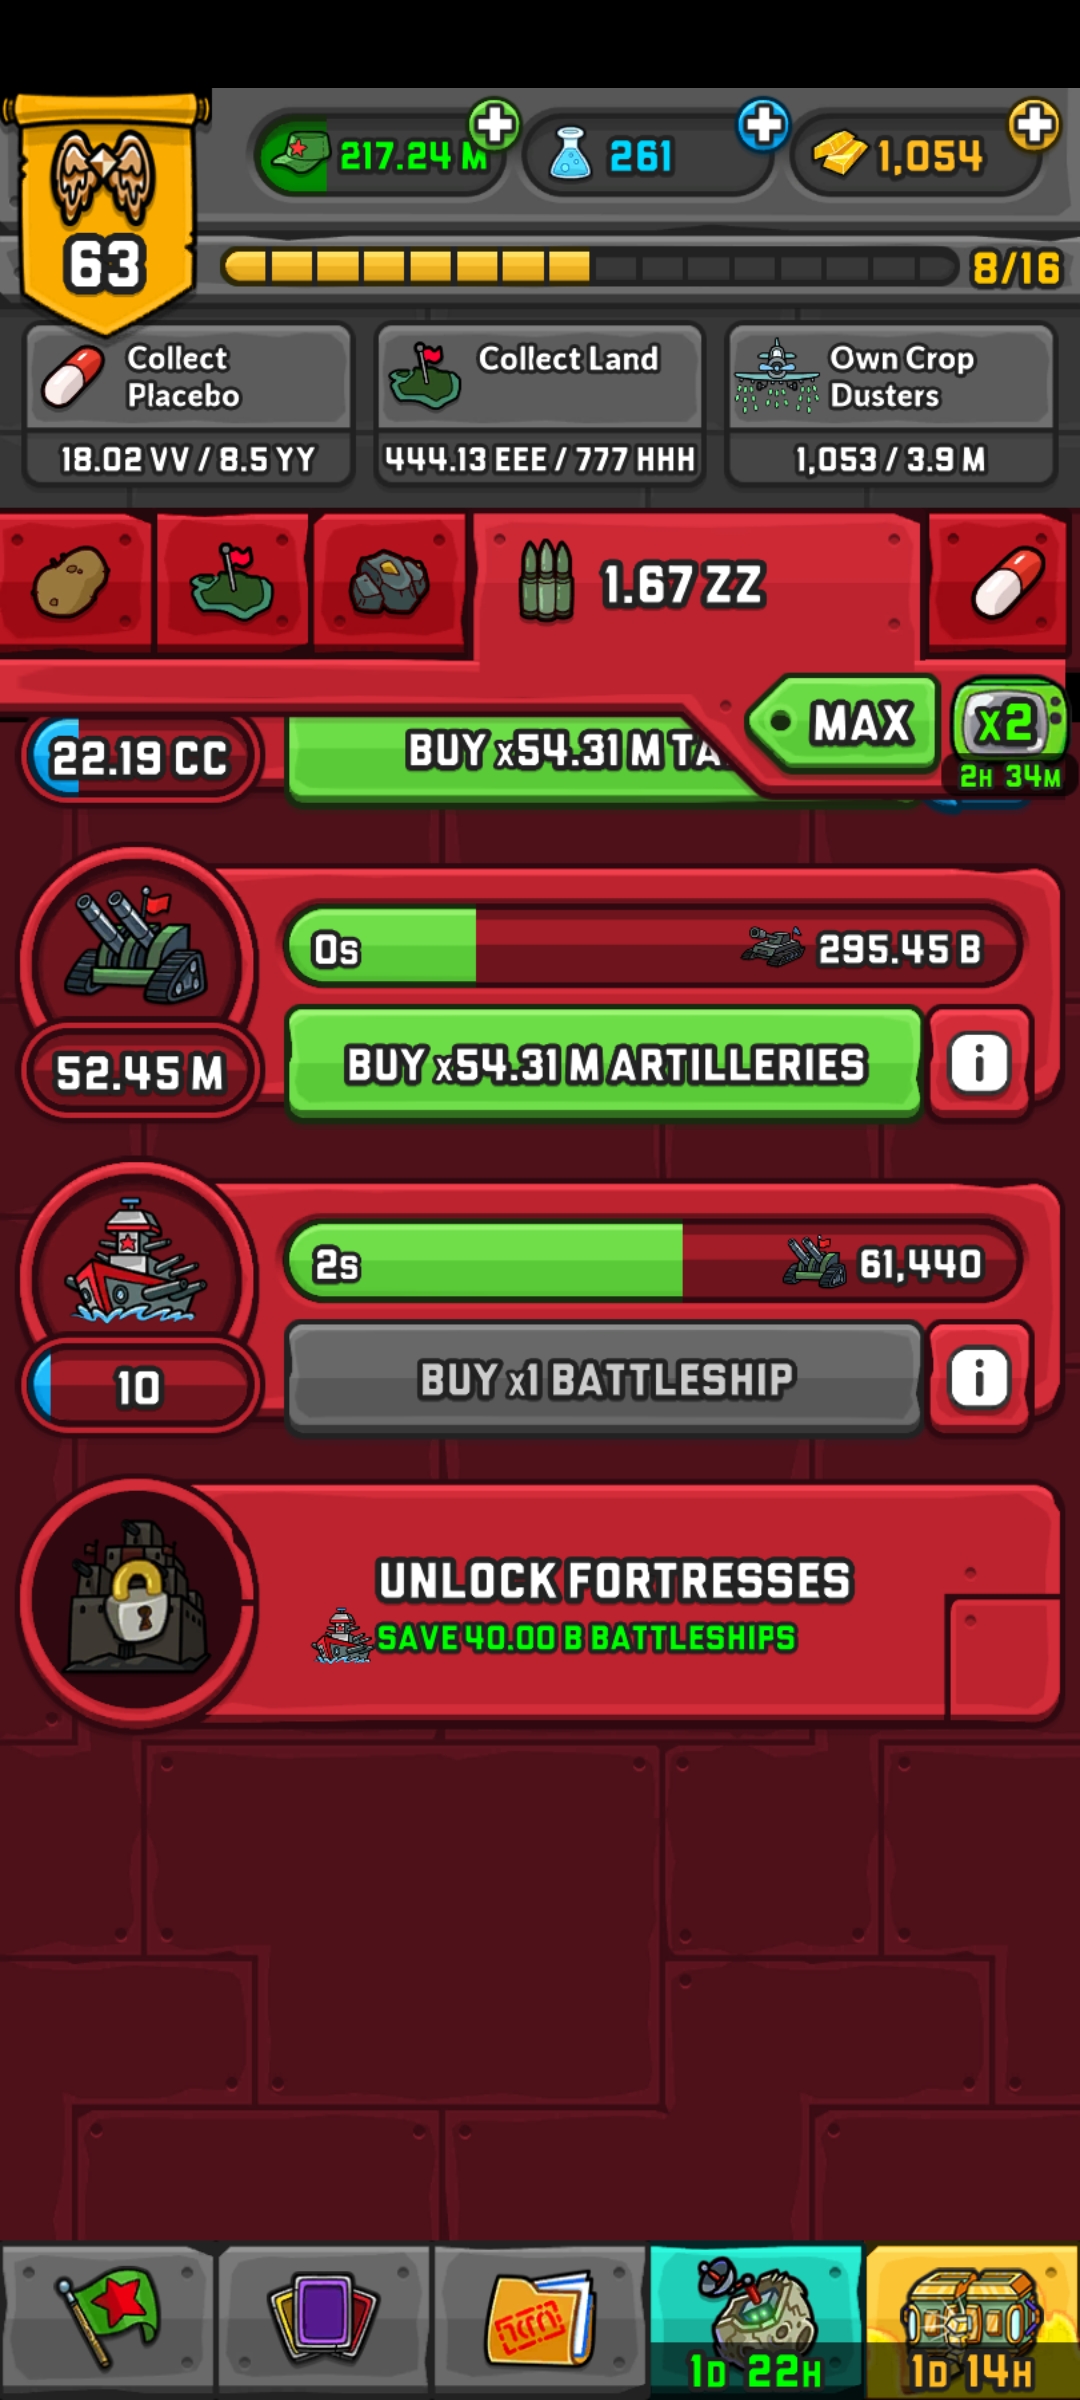 217.24 M
261
1,054
63
8/16
Collect
Placebo
18.02 VV / 8.5 YY
Collect Land
444.13 EEE / 777 HHH
Own Crop
Dusters
1,053 / 3.9 M
1.67 ZZ
MAX
x2
2H 34M
22.19 CC
BUY x54.31 M TA
0s
295.45 B
52.45 M
BUY x54.31 M ARTILLERIES
i
2s
61,440
10
BUY x1 BATTLESHIP
i
UNLOCK FORTRESSES
SAVE 40.00 B BATTLESHIPS
1D 22H
1D 14H